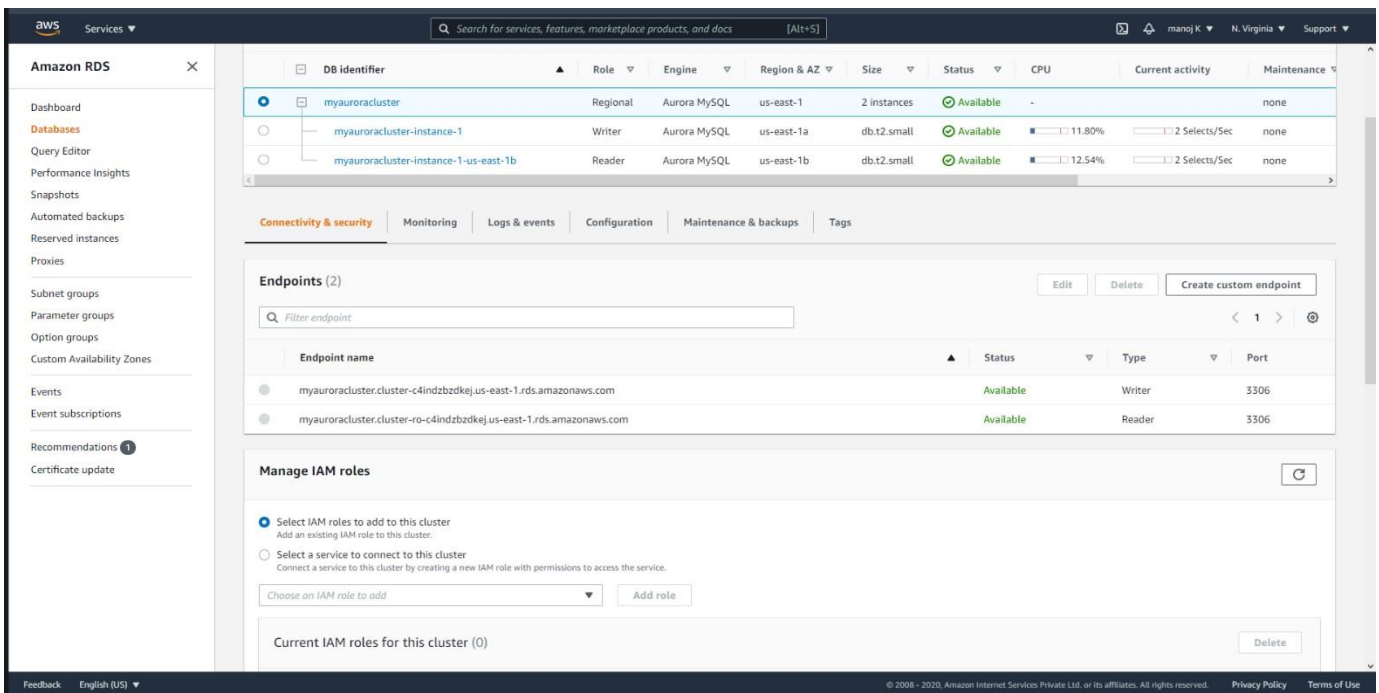 aws Services Search for services, features, marketplace products, and docs [Alt+S] manoj K N. Virginia Support
Amazon RDS
Dashboard
Databases
Query Editor
Performance Insights
Snapshots
Automated backups
Reserved instances
Proxies
Subnet groups
Parameter groups
Option groups
Custom Availability Zones
Events
Event subscriptions
Recommendations 1
Certificate update
DB identifier Role Engine Region & AZ Size Status CPU Current activity Maintenance
myauroracluster Regional Aurora MySQL us-east-1 2 instances Available - none
myauroracluster-instance-1 Writer Aurora MySQL us-east-1a db.t2.small Available 11.80% 2 Selects/Sec none
myauroracluster-instance-1-us-east-1b Reader Aurora MySQL us-east-1b db.t2.small Available 12.54% 2 Selects/Sec none
Connectivity & security Monitoring Logs & events Configuration Maintenance & backups Tags
Endpoints (2) Edit Delete Create custom endpoint
Filter endpoint 1
Endpoint name Status Type Port
myauroracluster.cluster-c4indzbzdkej.us-east-1.rds.amazonaws.com Available Writer 3306
myauroracluster.cluster-ro-c4indzbzdkej.us-east-1.rds.amazonaws.com Available Reader 3306
Manage IAM roles
Select IAM roles to add to this cluster
Add an existing IAM role to this cluster.
Select a service to connect to this cluster
Connect a service to this cluster by creating a new IAM role with permissions to access the service.
Choose an IAM role to add Add role
Current IAM roles for this cluster (0) Delete
Feedback English (US) © 2008 - 2020, Amazon Internet Services Private Ltd. or its affiliates. All rights reserved. Privacy Policy Terms of Use